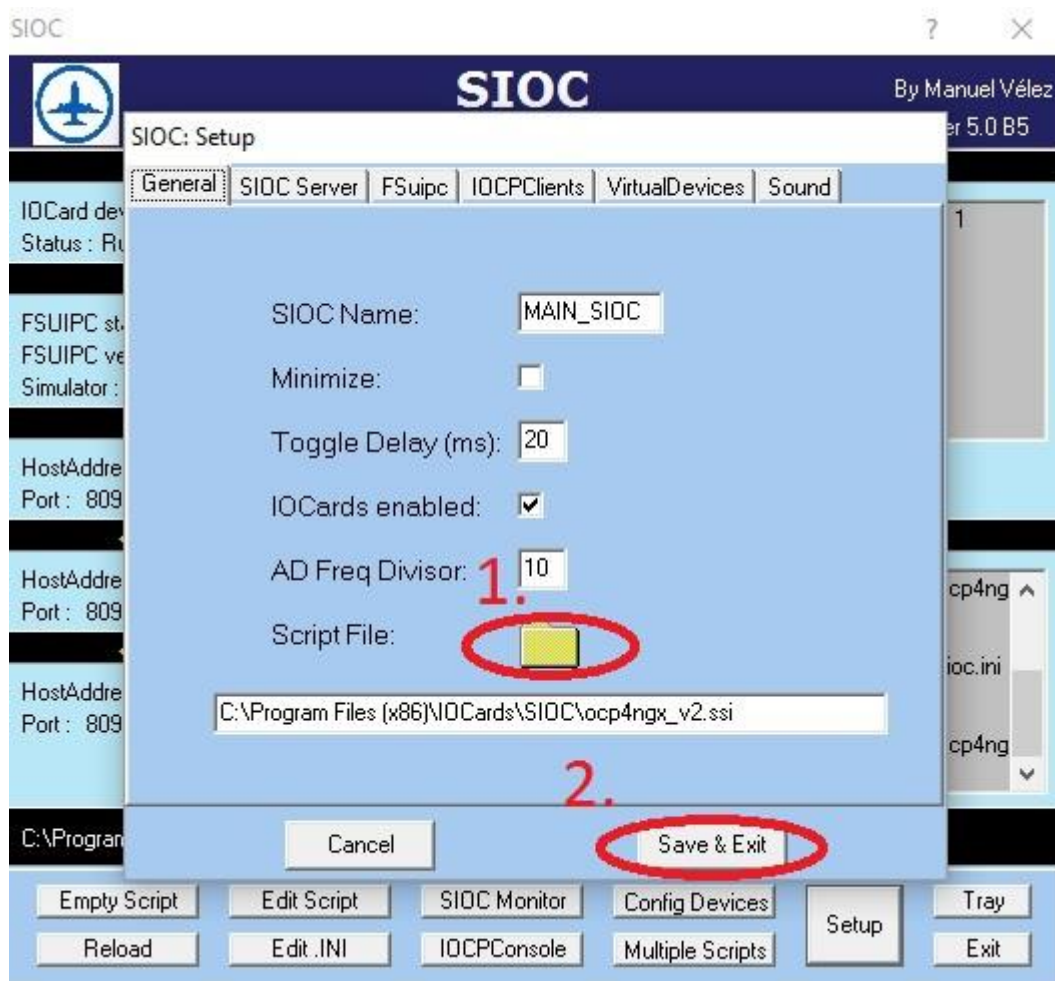 SIOC
SIOC
By Manuel Vélez
er 5.0 B5
SIOC: Setup
General SIOC Server FSuipc IOCPClients VirtualDevices Sound
IOCard dev
Status : Ru
1
FSUIPC st
FSUIPC ve
Simulator :
HostAddre
Port : 809
HostAddre
Port : 809
HostAddre
Port : 809
SIOC Name: MAIN_SIOC
Minimize:
Toggle Delay (ms): 20
IOCards enabled:
AD Freq Divisor: 10
1.
Script File:
C:\Program Files (x86)\IOCards\SIOC\ocp4ngx_v2.ssi
cp4ng
ioc.ini
cp4ng
2.
Cancel Save & Exit
C:\Program
Empty Script Edit Script SIOC Monitor Config Devices Setup Tray
Reload Edit .INI IOCPConsole Multiple Scripts Exit